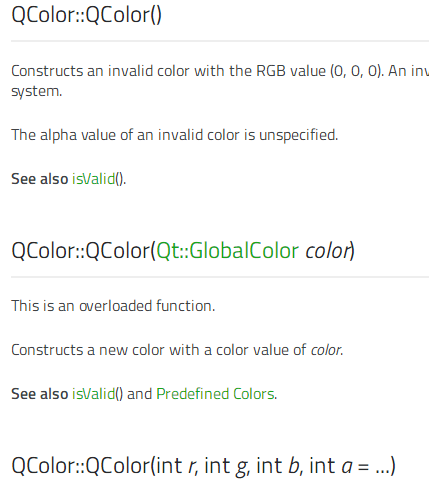 QColor::QColor()
Constructs an invalid color with the RGB value (0, 0, 0). An
system.
The alpha value of an invalid color is unspecified.
See also isValid().
QColor::QColor(Qt::GlobalColor color)
This is an overloaded function.
Constructs a new color with a color value of color.
See also isValid() and Predefined Colors.
QColor::QColor(int r, int g, int b, int a = ...)